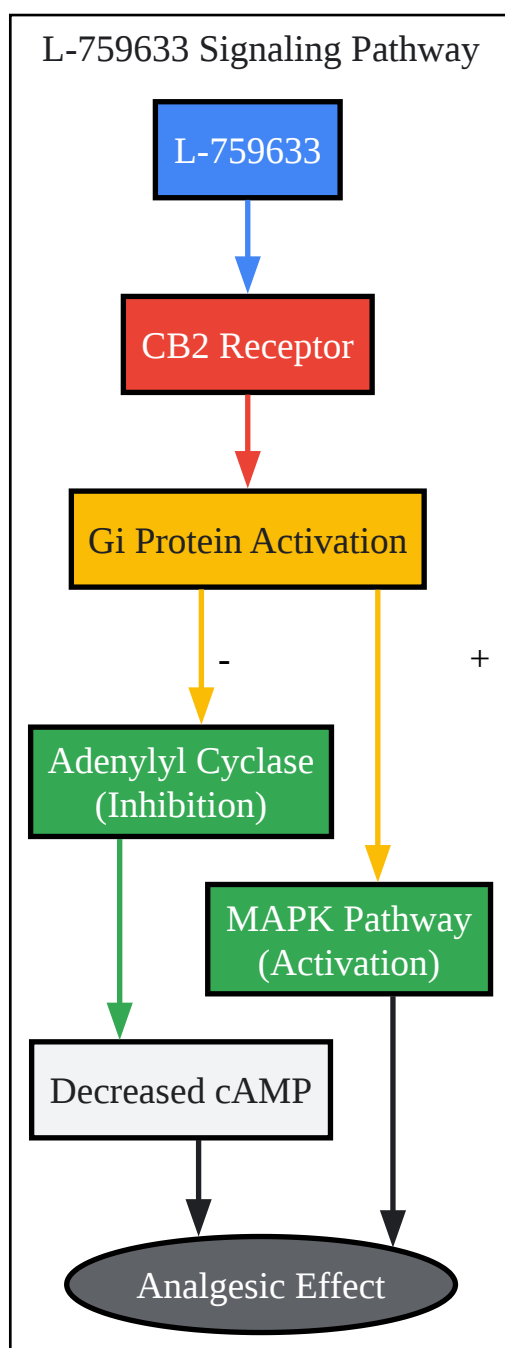 L-759633 Signaling Pathway
L-759633
CB2 Receptor
Gi Protein Activation
-
+
Adenylyl Cyclase
(Inhibition)
MAPK Pathway
(Activation)
Decreased cAMP
Analgesic Effect